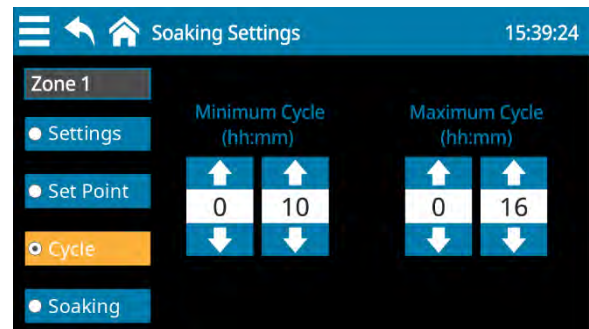 Soaking Settings 15:39:24
Zone 1
Settings
Set Point
Cycle
Soaking
Minimum Cycle
(hh:mm)
0 10
Maximum Cycle
(hh:mm)
0 16